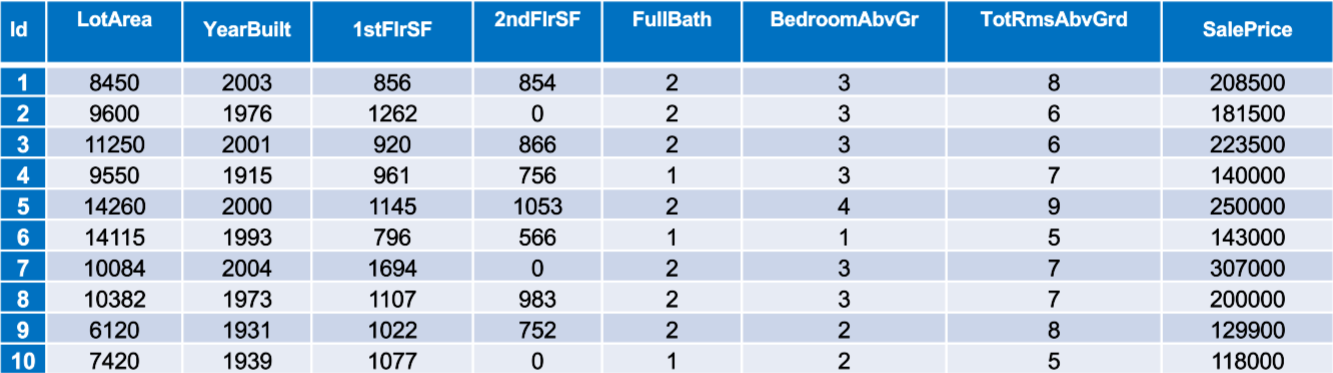 Id LotArea YearBuilt 1stFlrSF 2ndFlrSF FullBath BedroomAbvGr TotRmsAbvGrd SalePrice
1 8450 2003 856 854 2 3 8 208500
2 9600 1976 1262 0 2 3 6 181500
3 11250 2001 920 866 2 3 6 223500
4 9550 1915 961 756 1 3 7 140000
5 14260 2000 1145 1053 2 4 9 250000
6 14115 1993 796 566 1 1 5 143000
7 10084 2004 1694 0 2 3 7 307000
8 10382 1973 1107 983 2 3 7 200000
9 6120 1931 1022 752 2 2 8 129900
10 7420 1939 1077 0 1 2 5 118000